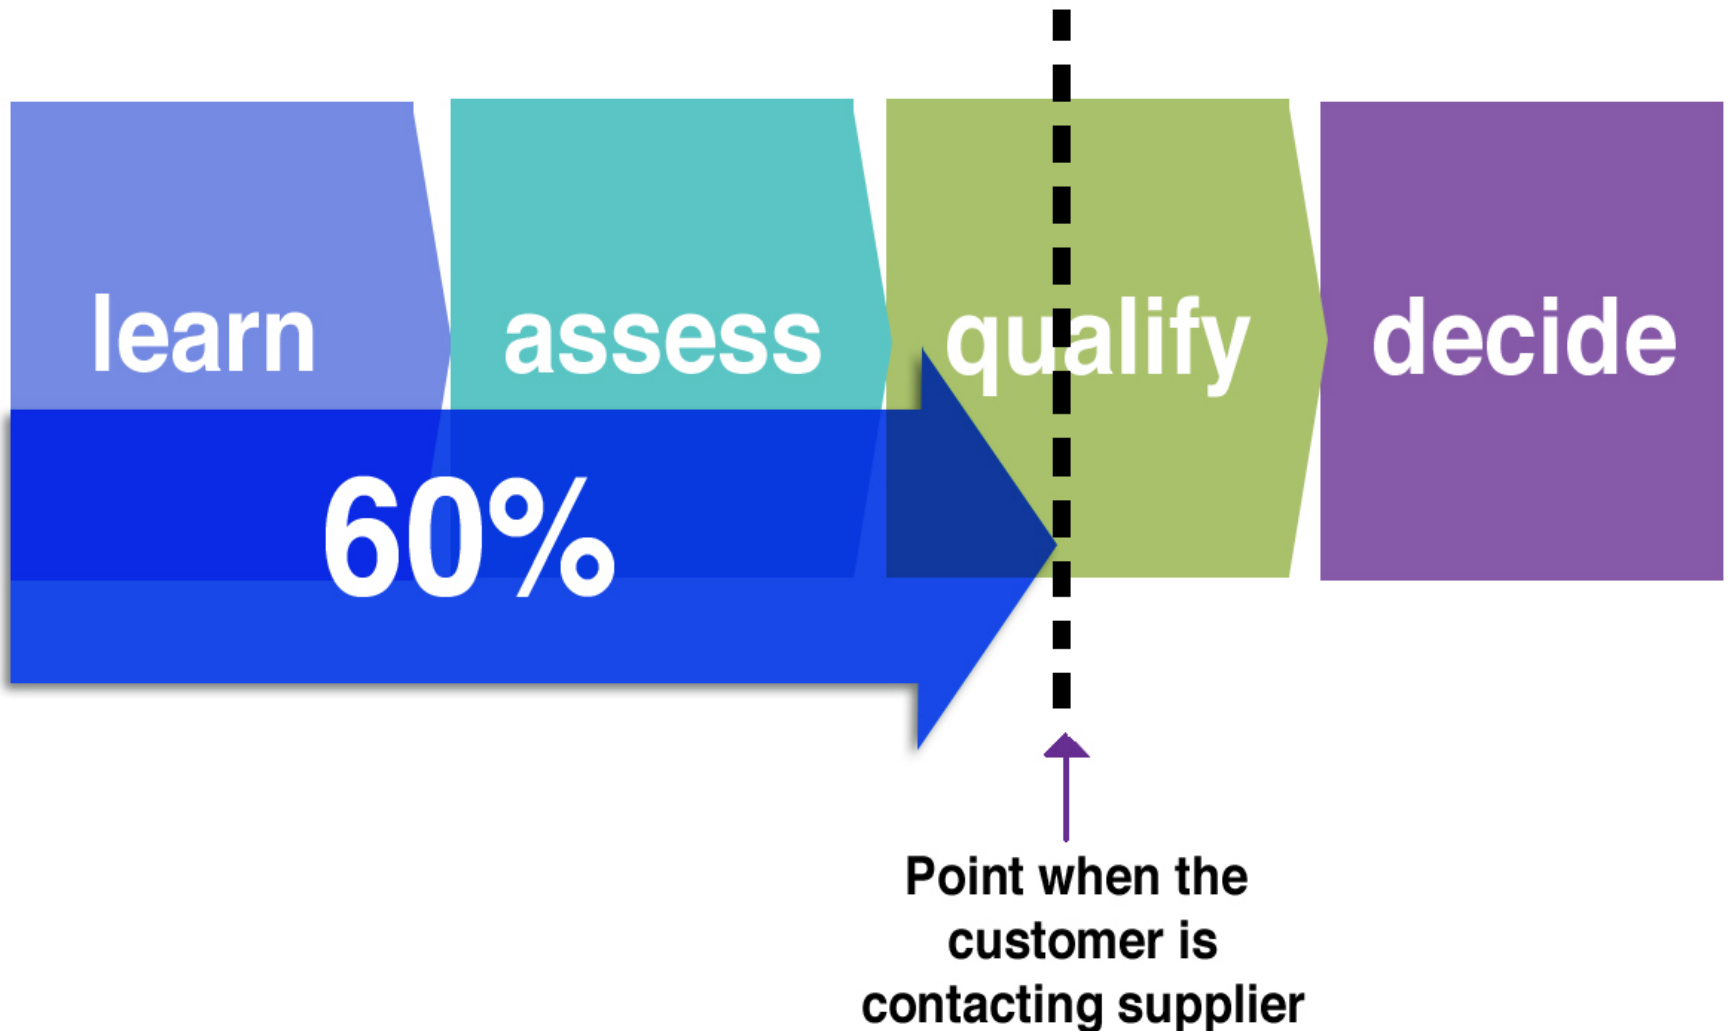 learn
assess
qualify
decide
60%
Point when the
customer is
contacting supplier